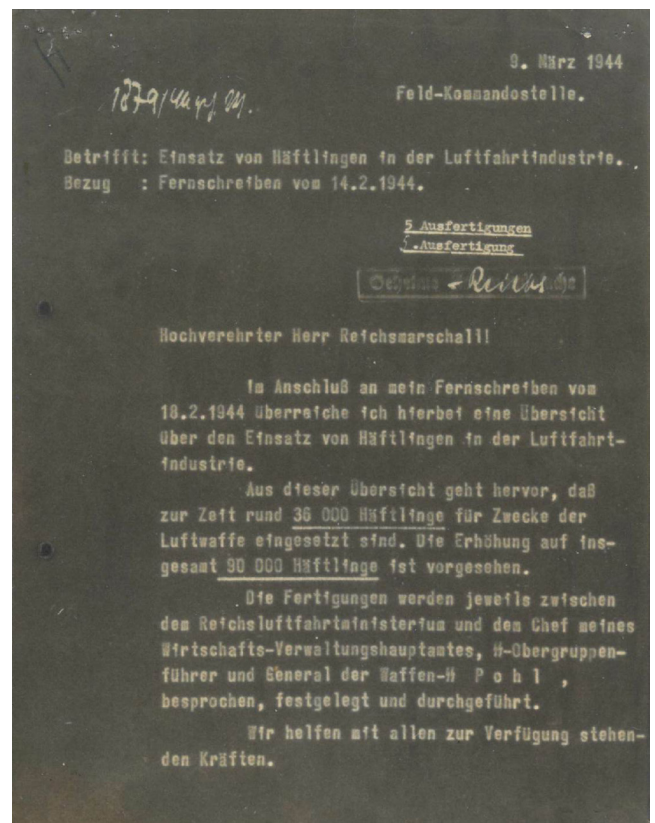 9. März 1944
Feld-Kommandostelle.
Betrifft: Einsatz von Häftlingen in der Luftfahrtindustrie.
Bezug : Fernschreiben vom 14.2.1944.
5 Ausfertigungen
.Ausfertigung
Geheime - Reichs
Hochverehrter Herr Reichsmarschall!
Im Anschluß an mein Fernschreiben vom
18.2.1944 überreiche ich hierbei eine Übersicht
über den Einsatz von Häftlingen in der Luftfahrt-
industrie.
Aus dieser Übersicht geht hervor, daß
zur Zeit rund 36 000 Häftlinge für Zwecke der
Luftwaffe eingesetzt sind. Die Erhöhung auf ins-
gesamt 90 000 Häftlinge ist vorgesehen.
Die Fertigungen werden jeweils zwischen
dem Reichsluftfahrtministerium und dem Chef meines
Wirtschafts-Verwaltungshauptamtes, ᛋᛋ-Obergruppen-
führer und General der Waffen-ᛋᛋ P o h l ,
besprochen, festgelegt und durchgeführt.
Wir helfen mit allen zur Verfügung stehen-
den Kräften.